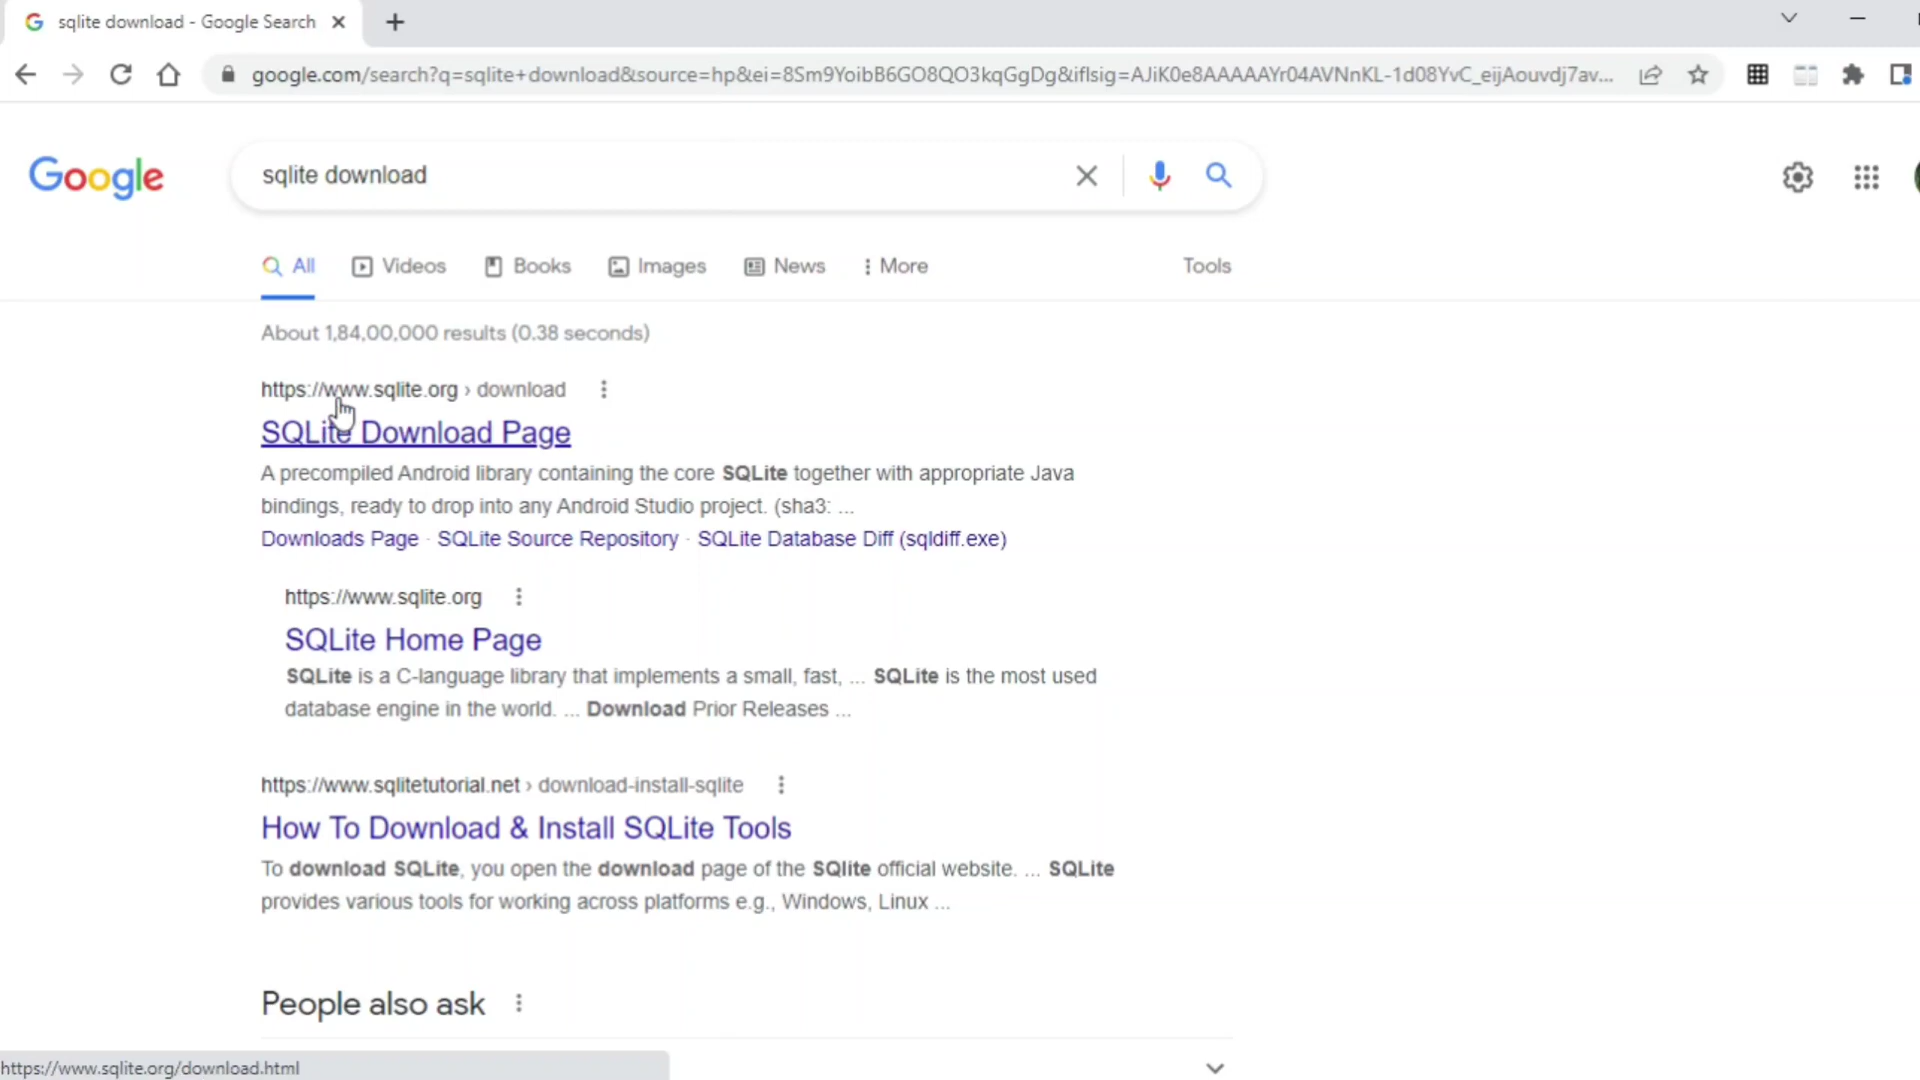 sqlite download - Google Search
google.com/search?q=sqlite+download&source=hp&ei=8Sm9YoibB6GO8QO3kqGgDg&iflsig=AJiK0e8AAAAAYr04AVNnKL-1d08YvC_eijAouvdj7av...
Google
sqlite download
All Videos Books Images News More Tools
About 1,84,00,000 results (0.38 seconds)
https://www.sqlite.org › download
SQLite Download Page
A precompiled Android library containing the core SQLite together with appropriate Java
bindings, ready to drop into any Android Studio project. (sha3: ...
Downloads Page · SQLite Source Repository · SQLite Database Diff (sqldiff.exe)
https://www.sqlite.org
SQLite Home Page
SQLite is a C-language library that implements a small, fast, ... SQLite is the most used
database engine in the world. ... Download Prior Releases ...
https://www.sqlitetutorial.net › download-install-sqlite
How To Download & Install SQLite Tools
To download SQLite, you open the download page of the SQlite official website. ... SQLite
provides various tools for working across platforms e.g., Windows, Linux ...
People also ask
https://www.sqlite.org/download.html